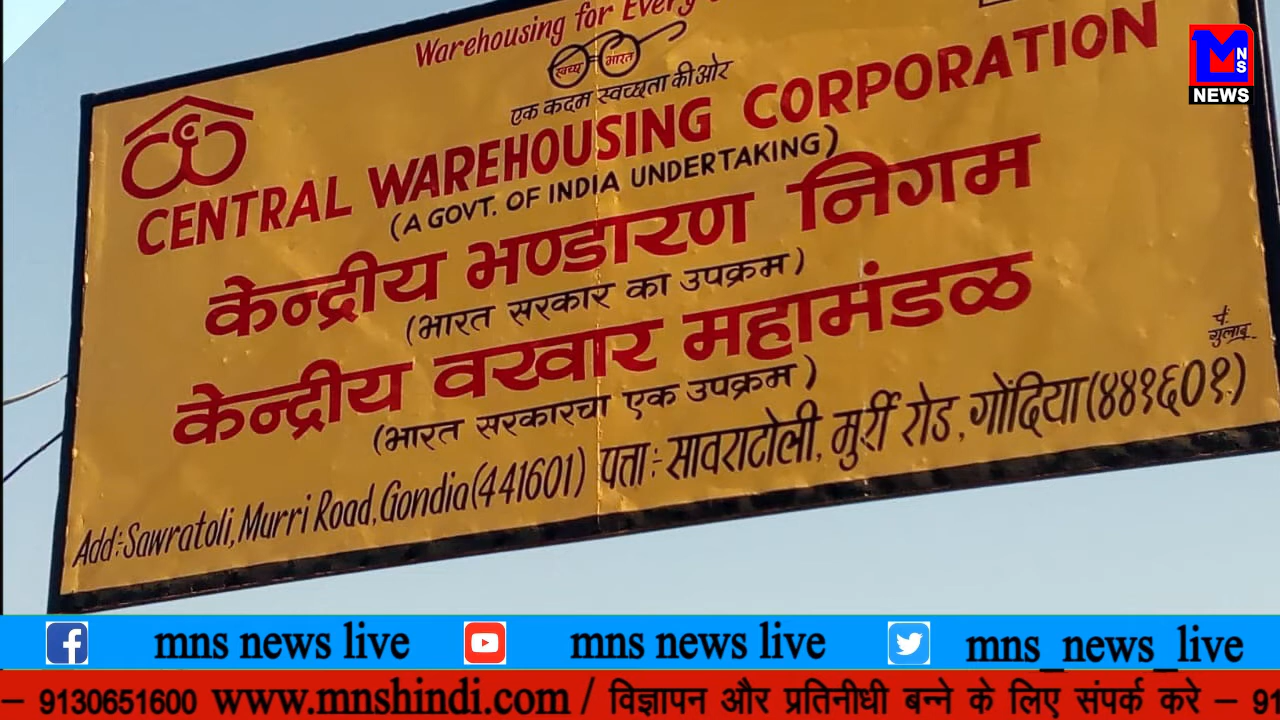 Warehousing for Every
स्वच्छ भारत
एक कदम स्वच्छता की ओर
CENTRAL WAREHOUSING CORPORATION
(A GOVT. OF INDIA UNDERTAKING)
केन्द्रीय भण्डारण निगम
(भारत सरकार का उपक्रम)
केन्द्रीय वखार महामंडळ
(भारत सरकारचा एक उपक्रम)
पें.
गुलाब
Add:-Sawratoli, Murri Road, Gondia(441601) पत्ता:- सावराटोली, मुर्री रोड, गोंदिया(४४१६०१.)
MNS
NEWS
mns news live mns news live mns_news_live
– 9130651600 www.mnshindi.com / विज्ञापन और प्रतिनीधी बन्ने के लिए संपर्क करे – 91